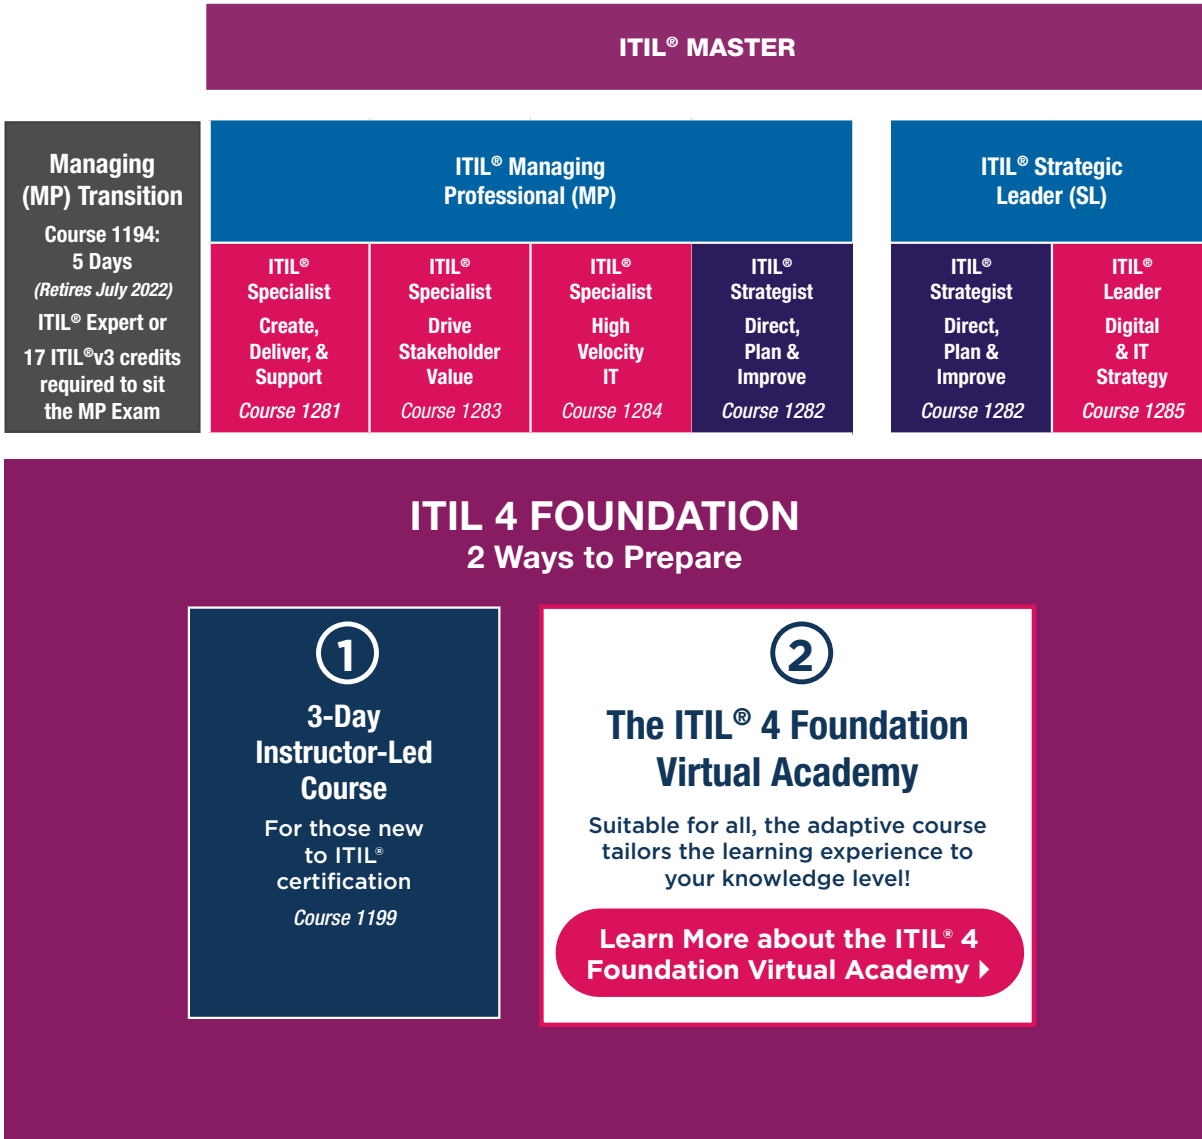 ITIL® MASTER
Managing
(MP) Transition
Course 1194:
5 Days
(Retires July 2022)
ITIL® Expert or
17 ITIL®v3 credits
required to sit
the MP Exam
ITIL® Managing
Professional (MP)
ITIL®
Specialist
Create,
Deliver, &
Support
Course 1281
ITIL®
Specialist
Drive
Stakeholder
Value
Course 1283
ITIL®
Specialist
High
Velocity
IT
Course 1284
ITIL®
Strategist
Direct,
Plan &
Improve
Course 1282
ITIL® Strategic
Leader (SL)
ITIL®
Strategist
Direct,
Plan &
Improve
Course 1282
ITIL®
Leader
Digital
& IT
Strategy
Course 1285
ITIL 4 FOUNDATION
2 Ways to Prepare
1
3-Day
Instructor-Led
Course
For those new
to ITIL®
certification
Course 1199
2
The ITIL® 4 Foundation
Virtual Academy
Suitable for all, the adaptive course
tailors the learning experience to
your knowledge level!
Learn More about the ITIL® 4
Foundation Virtual Academy